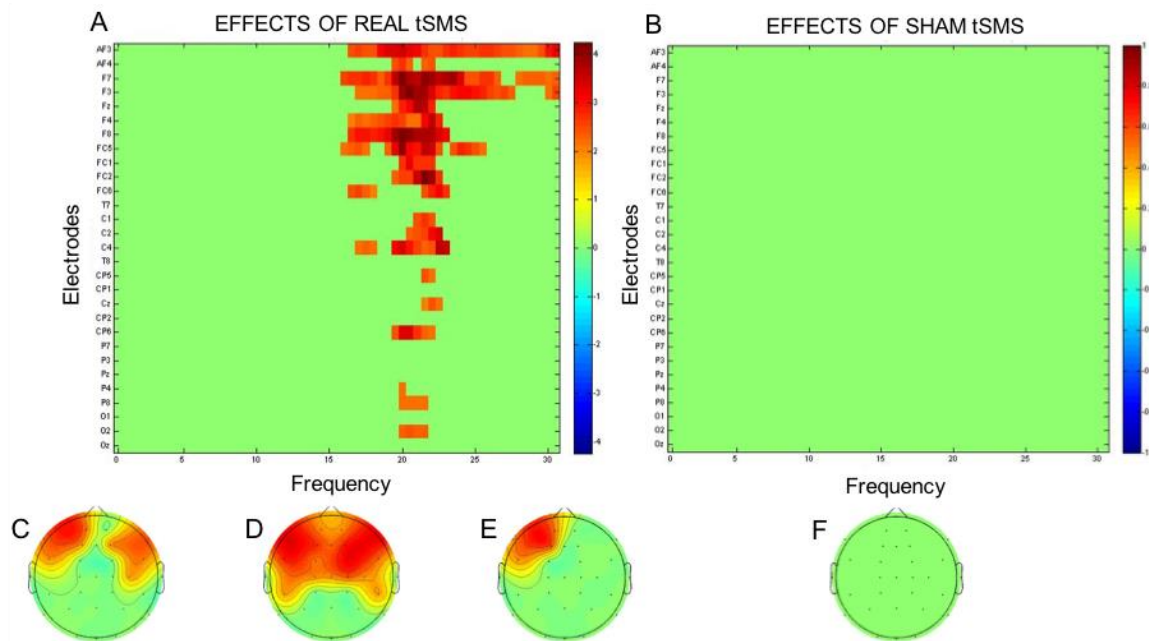 A
EFFECTS OF REAL tSMS
Electrodes
AF3
AF4
F7
F3
Fz
F4
F8
FC5
FC1
FC2
FC6
T7
C1
C2
C4
T8
CP5
CP1
Cz
CP2
CP6
P7
P3
Pz
P4
P8
O1
O2
Oz
0 5 10 15 20 25 30
Frequency
4
3
2
1
0
-1
-2
-3
-4
B
EFFECTS OF SHAM tSMS
Electrodes
AF3
AF4
F7
F3
Fz
F4
F8
FC5
FC1
FC2
FC6
T7
C1
C2
C4
T8
CP5
CP1
Cz
CP2
CP6
P7
P3
Pz
P4
P8
O1
O2
Oz
0 5 10 15 20 25 30
Frequency
1
0
-1
C D E F